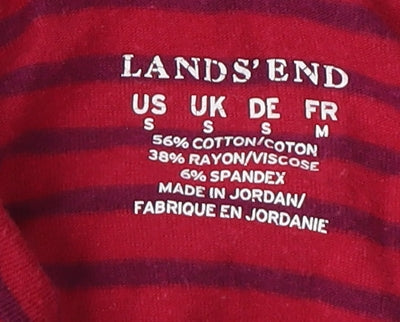 LANDS' END
US UK DE FR
S S S M
56% COTTON/COTON
38% RAYON/VISCOSE
6% SPANDEX
MADE IN JORDAN/
FABRIQUE EN JORDANIE